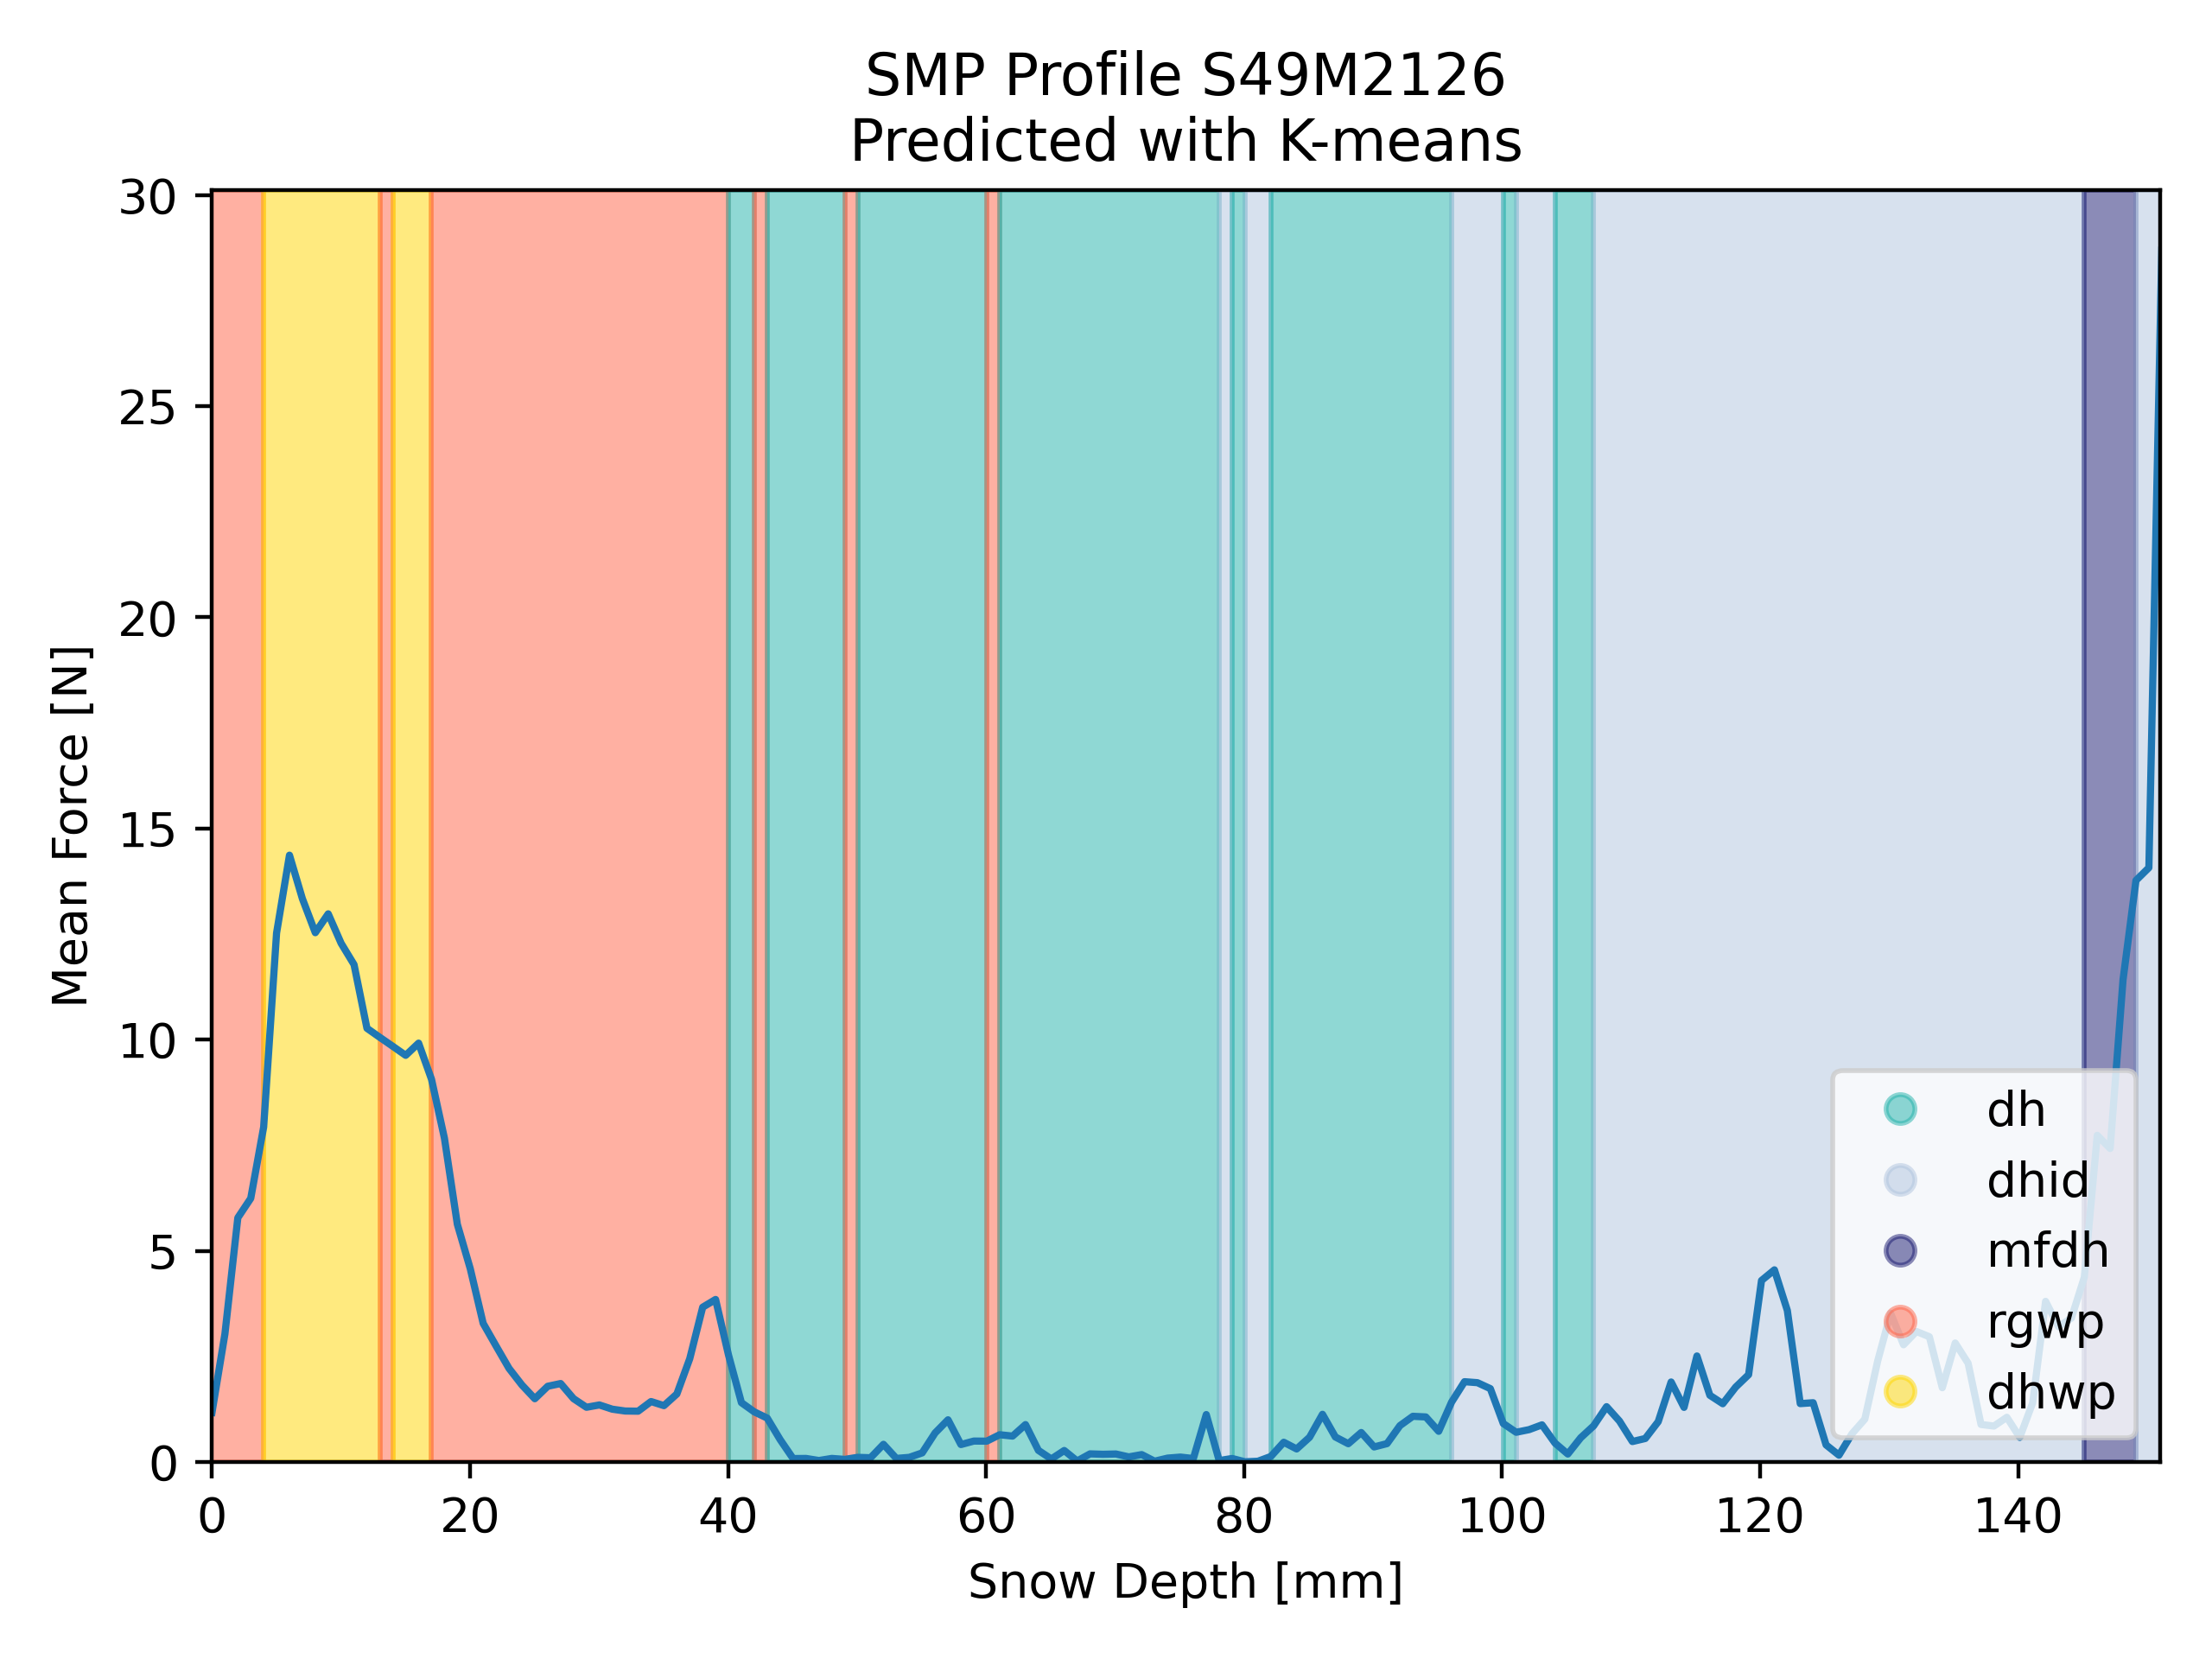 SMP Profile S49M2126
Predicted with K-means
30
25
20
15
10
5
0
Mean Force [N]
0 20 40 60 80 100 120 140
Snow Depth [mm]
dh
dhid
mfdh
rgwp
dhwp